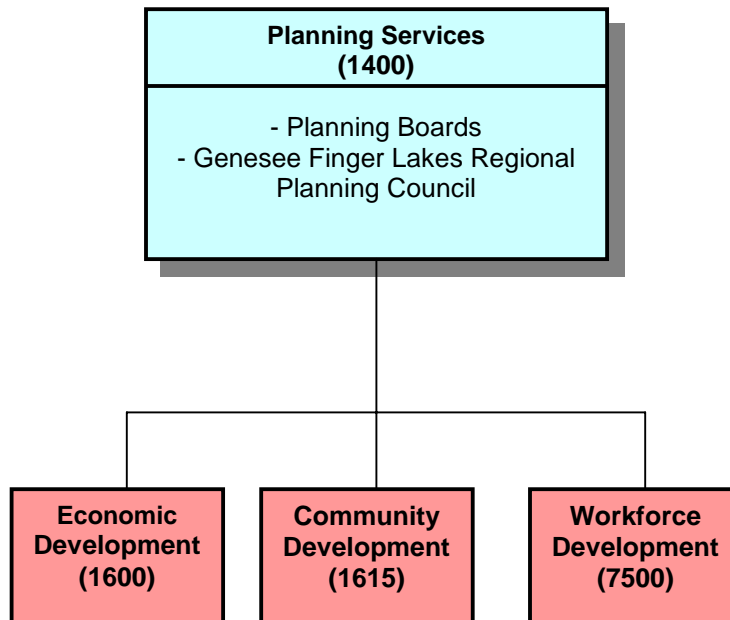 Planning Services
(1400)
- Planning Boards
- Genesee Finger Lakes Regional
Planning Council
Economic
Development
(1600)
Community
Development
(1615)
Workforce
Development
(7500)